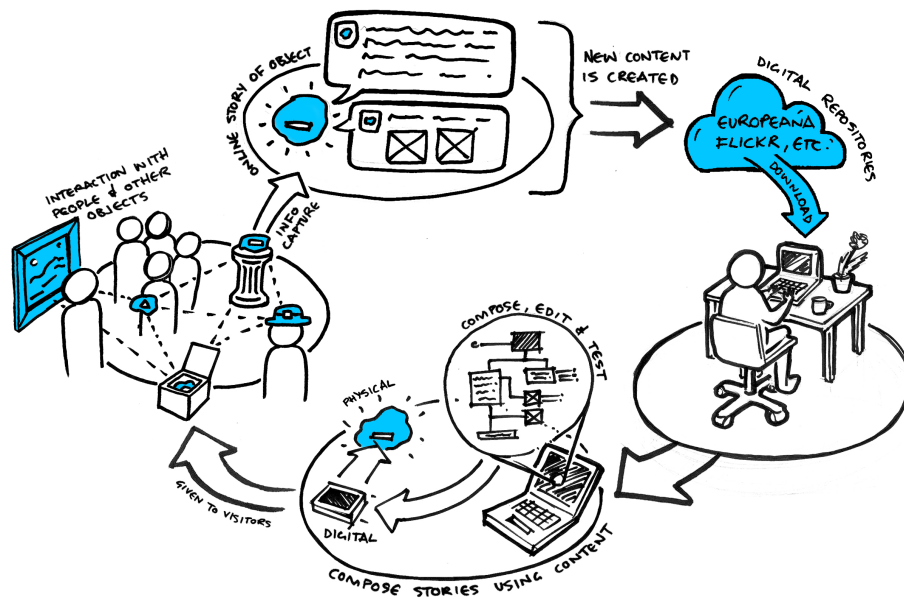 ONLINE STORY OF OBJECT
NEW CONTENT
IS CREATED
DIGITAL REPOSITORIES
EUROPEANA
FLICKR, ETC.
DOWNLOAD
INTERACTION WITH
PEOPLE & OTHER
OBJECTS
INFO
CAPTURE
COMPOSE, EDIT & TEST
PHYSICAL
DIGITAL
GIVEN TO VISITORS
COMPOSE STORIES USING CONTENT